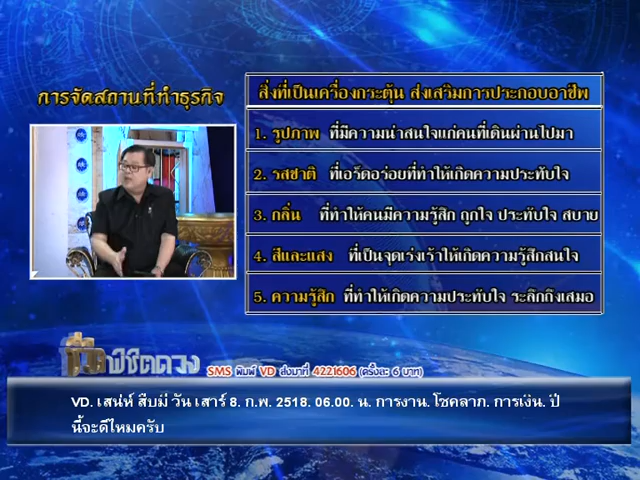 การจัดสถานที่ทำธุรกิจ
สิ่งที่เป็นเครื่องกระตุ้น ส่งเสริมการประกอบอาชีพ
1. รูปภาพ ที่มีความน่าสนใจแก่คนที่เดินผ่านไปมา
2. รสชาติ ที่เอร็ดอร่อยที่ทำให้เกิดความประทับใจ
3. กลิ่น ที่ทำให้คนมีความรู้สึก ถูกใจ ประทับใจ สบาย
4. สีและแสง ที่เป็นจุดเร่งเร้าให้เกิดความรู้สึกสนใจ
5. ความรู้สึก ที่ทำให้เกิดความประทับใจ ระลึกถึงเสมอ
พิชิตดวง
SMS พิมพ์ VD ส่งมาที่ 4221606 (ครั้งละ 6 บาท)
VD. เสน่ห์ สืบมี วัน เสาร์ 8. ก.พ. 2518. 06.00. น. การงาน. โชคลาภ. การเงิน. ปี
นี้จะดีไหมครับ